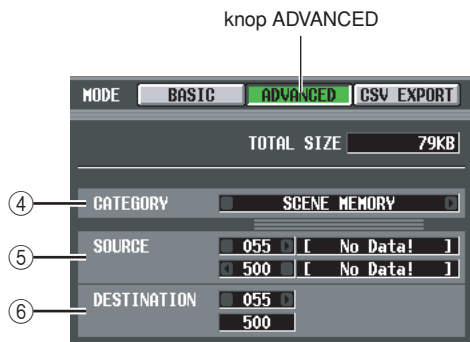 knop ADVANCED
MODE BASIC ADVANCED CSV EXPORT
TOTAL SIZE 79KB
④ CATEGORY SCENE MEMORY
⑤ SOURCE 055 [ No Data! ]
500 [ No Data! ]
⑥ DESTINATION 055
500